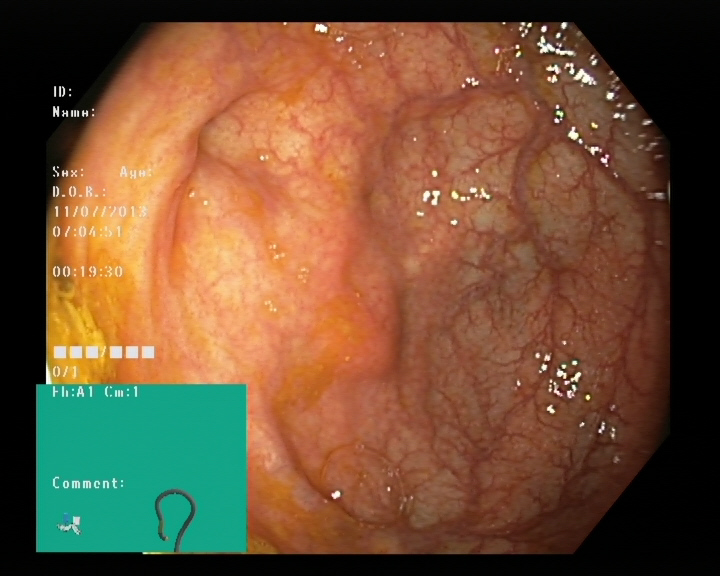 ID:
Name:
Sex: Age:
D.O.B.:
11/07/2013
07:04:51
00:19:30
0/1
Eh:A1 Cm:1
Comment: